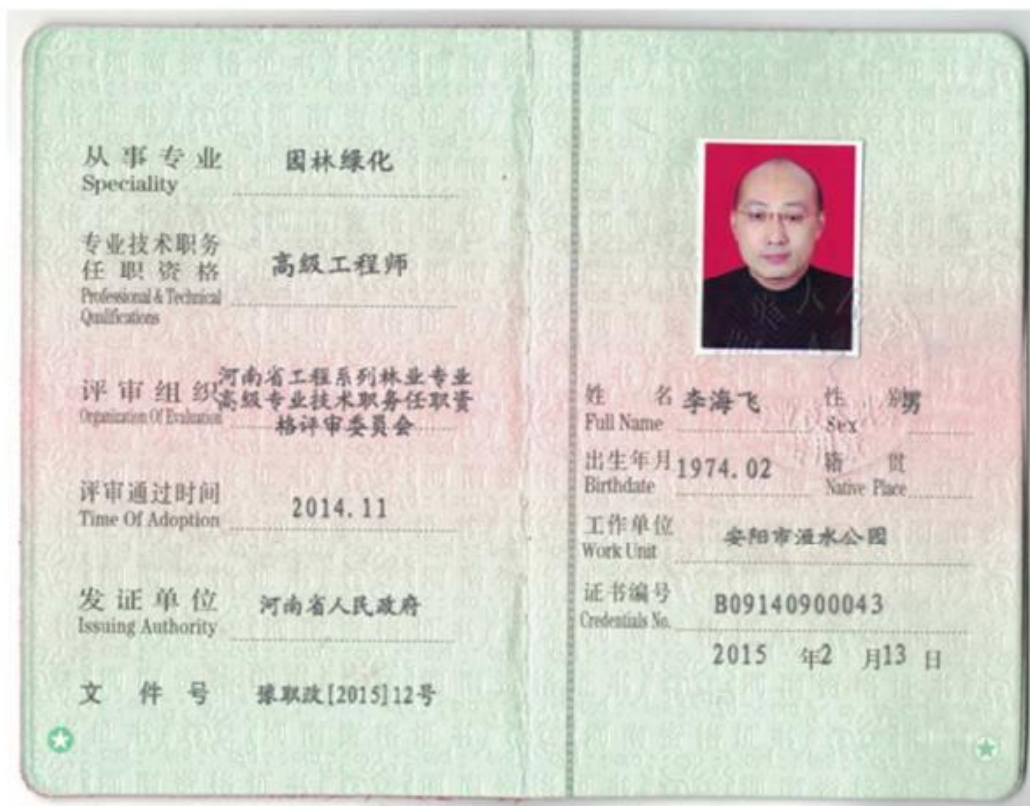 从事专业 园林绿化
Speciality
专业技术职务
任职资格 高级工程师
Professional & Technical
Qualifications
河南省工程系列林业专业
评审组织 高级专业技术职务任职资
Organization Of Evaluation 格评审委员会
评审通过时间 2014.11
Time Of Adoption
发证单位 河南省人民政府
Issuing Authority
文件号 豫职改[2015]12号
姓名 李海飞 性别 男
Full Name Sex
出生年月 1974.02 籍贯
Birthdate Native Place
工作单位 安阳市洹水公园
Work Unit
证书编号 B09140900043
Credentials No.
2015 年2 月13 日